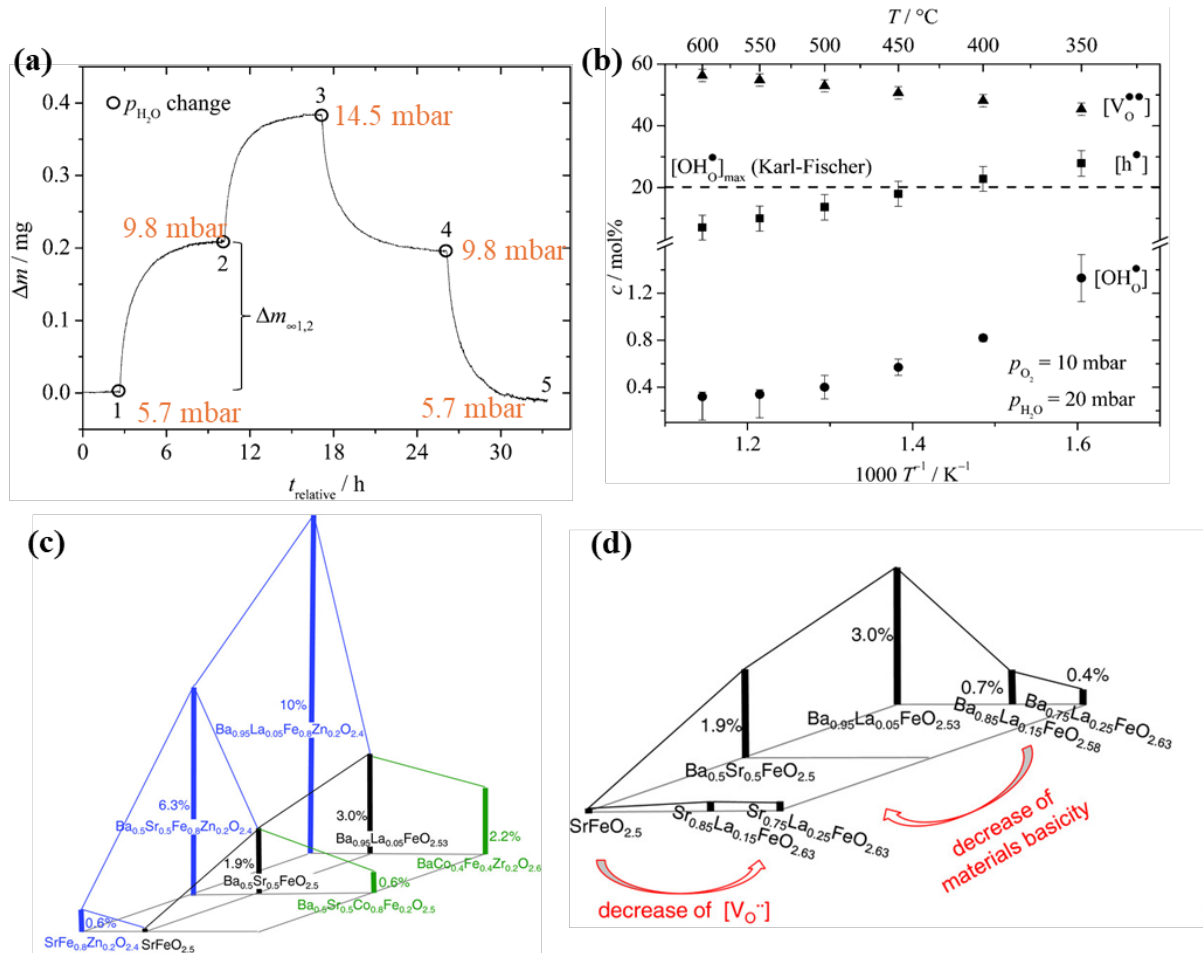 (a)
0.4
0.3
0.2
0.1
0.0
Δm / mg
○ p_H₂O change
3
14.5 mbar
9.8 mbar
2
4
9.8 mbar
Δm∞1,2
1
5.7 mbar
5.7 mbar
5
0 6 12 18 24 30
t_relative / h
(b)
T / °C
600 550 500 450 400 350
60
40
20
1.2
0.8
0.4
c / mol%
[V_O^••]
[h^•]
[OH_O^•]max (Karl-Fischer)
[OH_O^•]
p_O₂ = 10 mbar
p_H₂O = 20 mbar
1.2 1.4 1.6
1000 T⁻¹ / K⁻¹
(c)
10%
Ba₀.₉₅La₀.₀₅Fe₀.₈Zn₀.₂O₂.₄
6.3%
Ba₀.₅Sr₀.₅Fe₀.₈Zn₀.₂O₂.₄
3.0%
Ba₀.₉₅La₀.₀₅FeO₂.₅₃
2.2%
BaCo₀.₄Fe₀.₄Zr₀.₂O₂.₆
1.9%
Ba₀.₅Sr₀.₅FeO₂.₅
0.6%
Ba₀.₅Sr₀.₅Co₀.₈Fe₀.₂O₂.₅
0.6%
SrFe₀.₈Zn₀.₂O₂.₄
SrFeO₂.₅
(d)
3.0%
Ba₀.₉₅La₀.₀₅FeO₂.₅₃
0.7%
Ba₀.₈₅La₀.₁₅FeO₂.₅₈
0.4%
Ba₀.₇₅La₀.₂₅FeO₂.₆₃
1.9%
Ba₀.₅Sr₀.₅FeO₂.₅
SrFeO₂.₅
Sr₀.₈₅La₀.₁₅FeO₂.₆₃
Sr₀.₇₅La₀.₂₅FeO₂.₆₃
decrease of
materials basicity
decrease of [V_O^••]